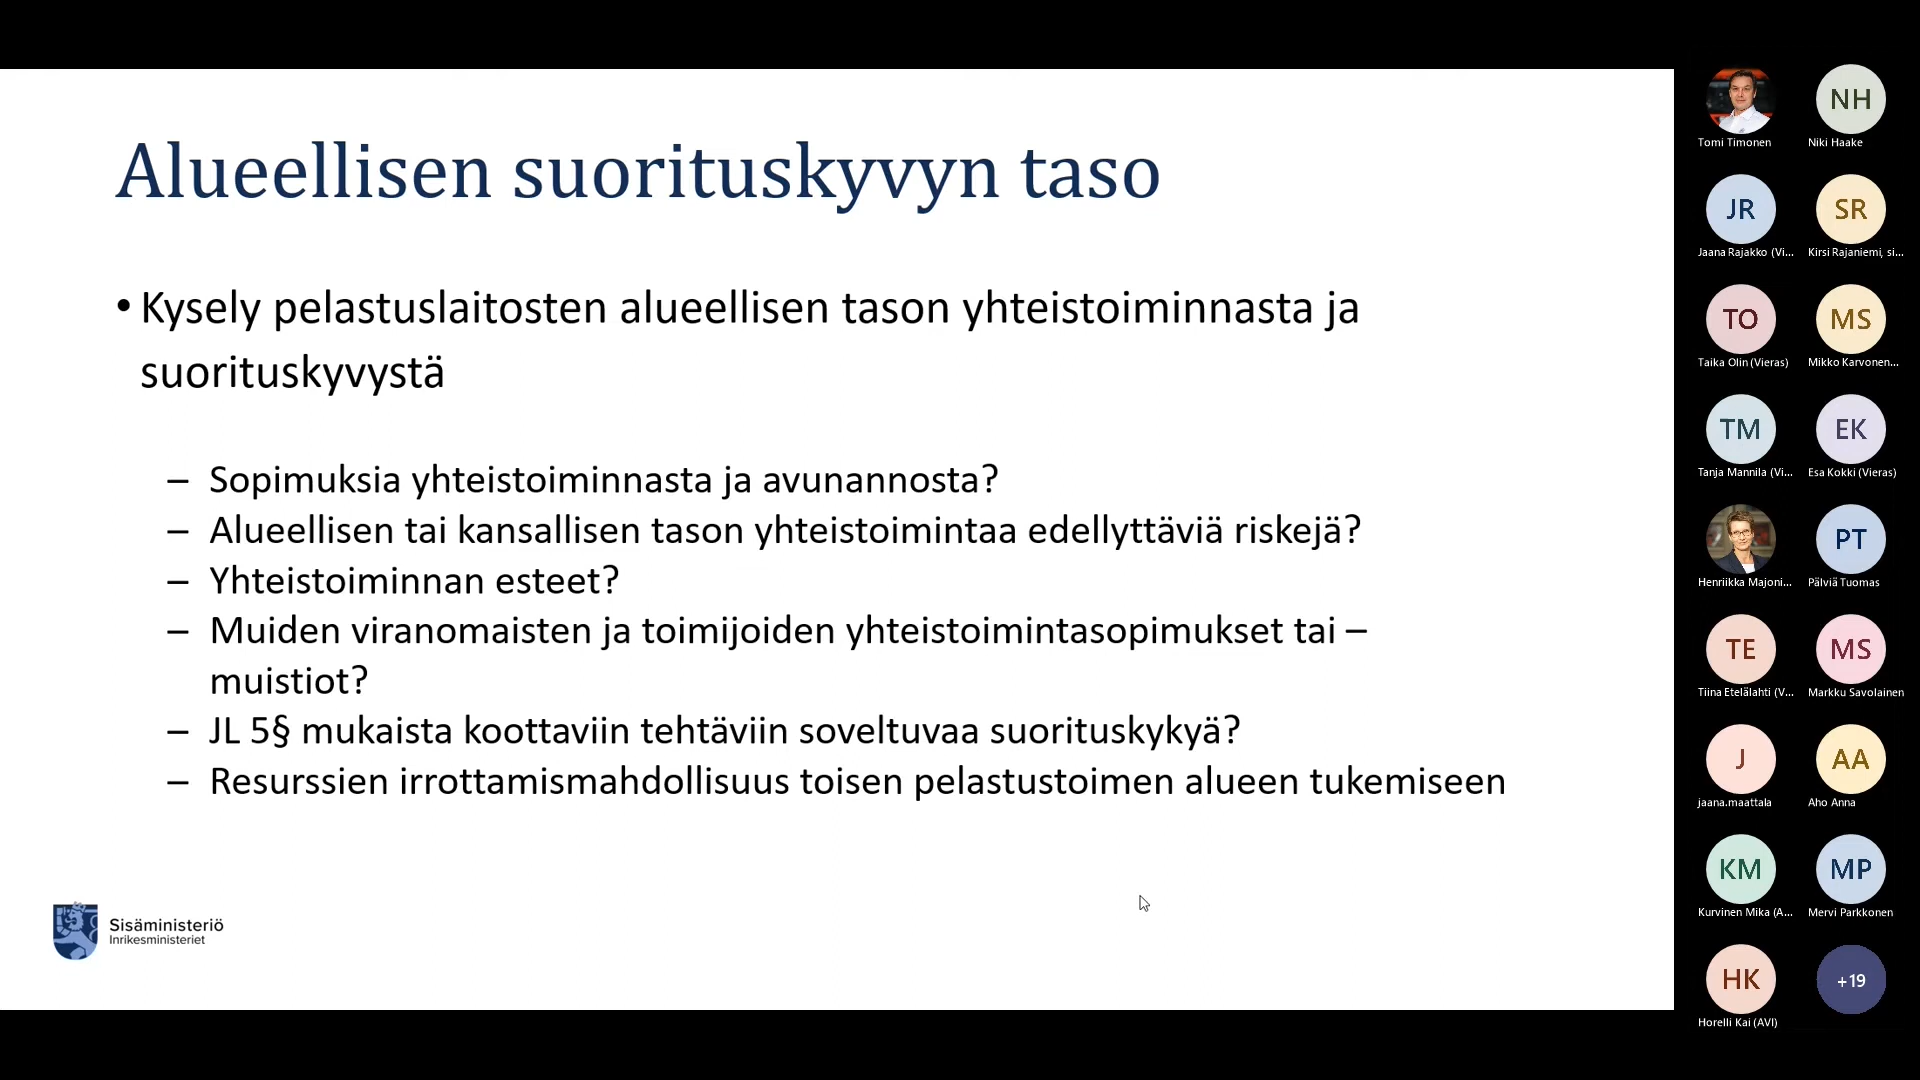 Alueellisen suorituskyvyn taso
• Kysely pelastuslaitosten alueellisen tason yhteistoiminnasta ja
suorituskyvystä
– Sopimuksia yhteistoiminnasta ja avunannosta?
– Alueellisen tai kansallisen tason yhteistoimintaa edellyttäviä riskejä?
– Yhteistoiminnan esteet?
– Muiden viranomaisten ja toimijoiden yhteistoimintasopimukset tai –
muistiot?
– JL 5§ mukaista koottaviin tehtäviin soveltuvaa suorituskykyä?
– Resurssien irrottamismahdollisuus toisen pelastustoimen alueen tukemiseen
Sisäministeriö
Inrikesministeriet
Tomi Timonen
NH
Niki Haake
JR
Jaana Rajakko (Vi...
SR
Kirsi Rajaniemi, si...
TO
Taika Olin (Vieras)
MS
Mikko Karvonen...
TM
Tanja Mannila (Vi...
EK
Esa Kokki (Vieras)
Henriikka Majoni...
PT
Pälviä Tuomas
TE
Tiina Etelälahti (V...
MS
Markku Savolainen
J
jaana.maattala
AA
Aho Anna
KM
Kurvinen Mika (A...
MP
Mervi Parkkonen
HK
Horelli Kai (AVI)
+19